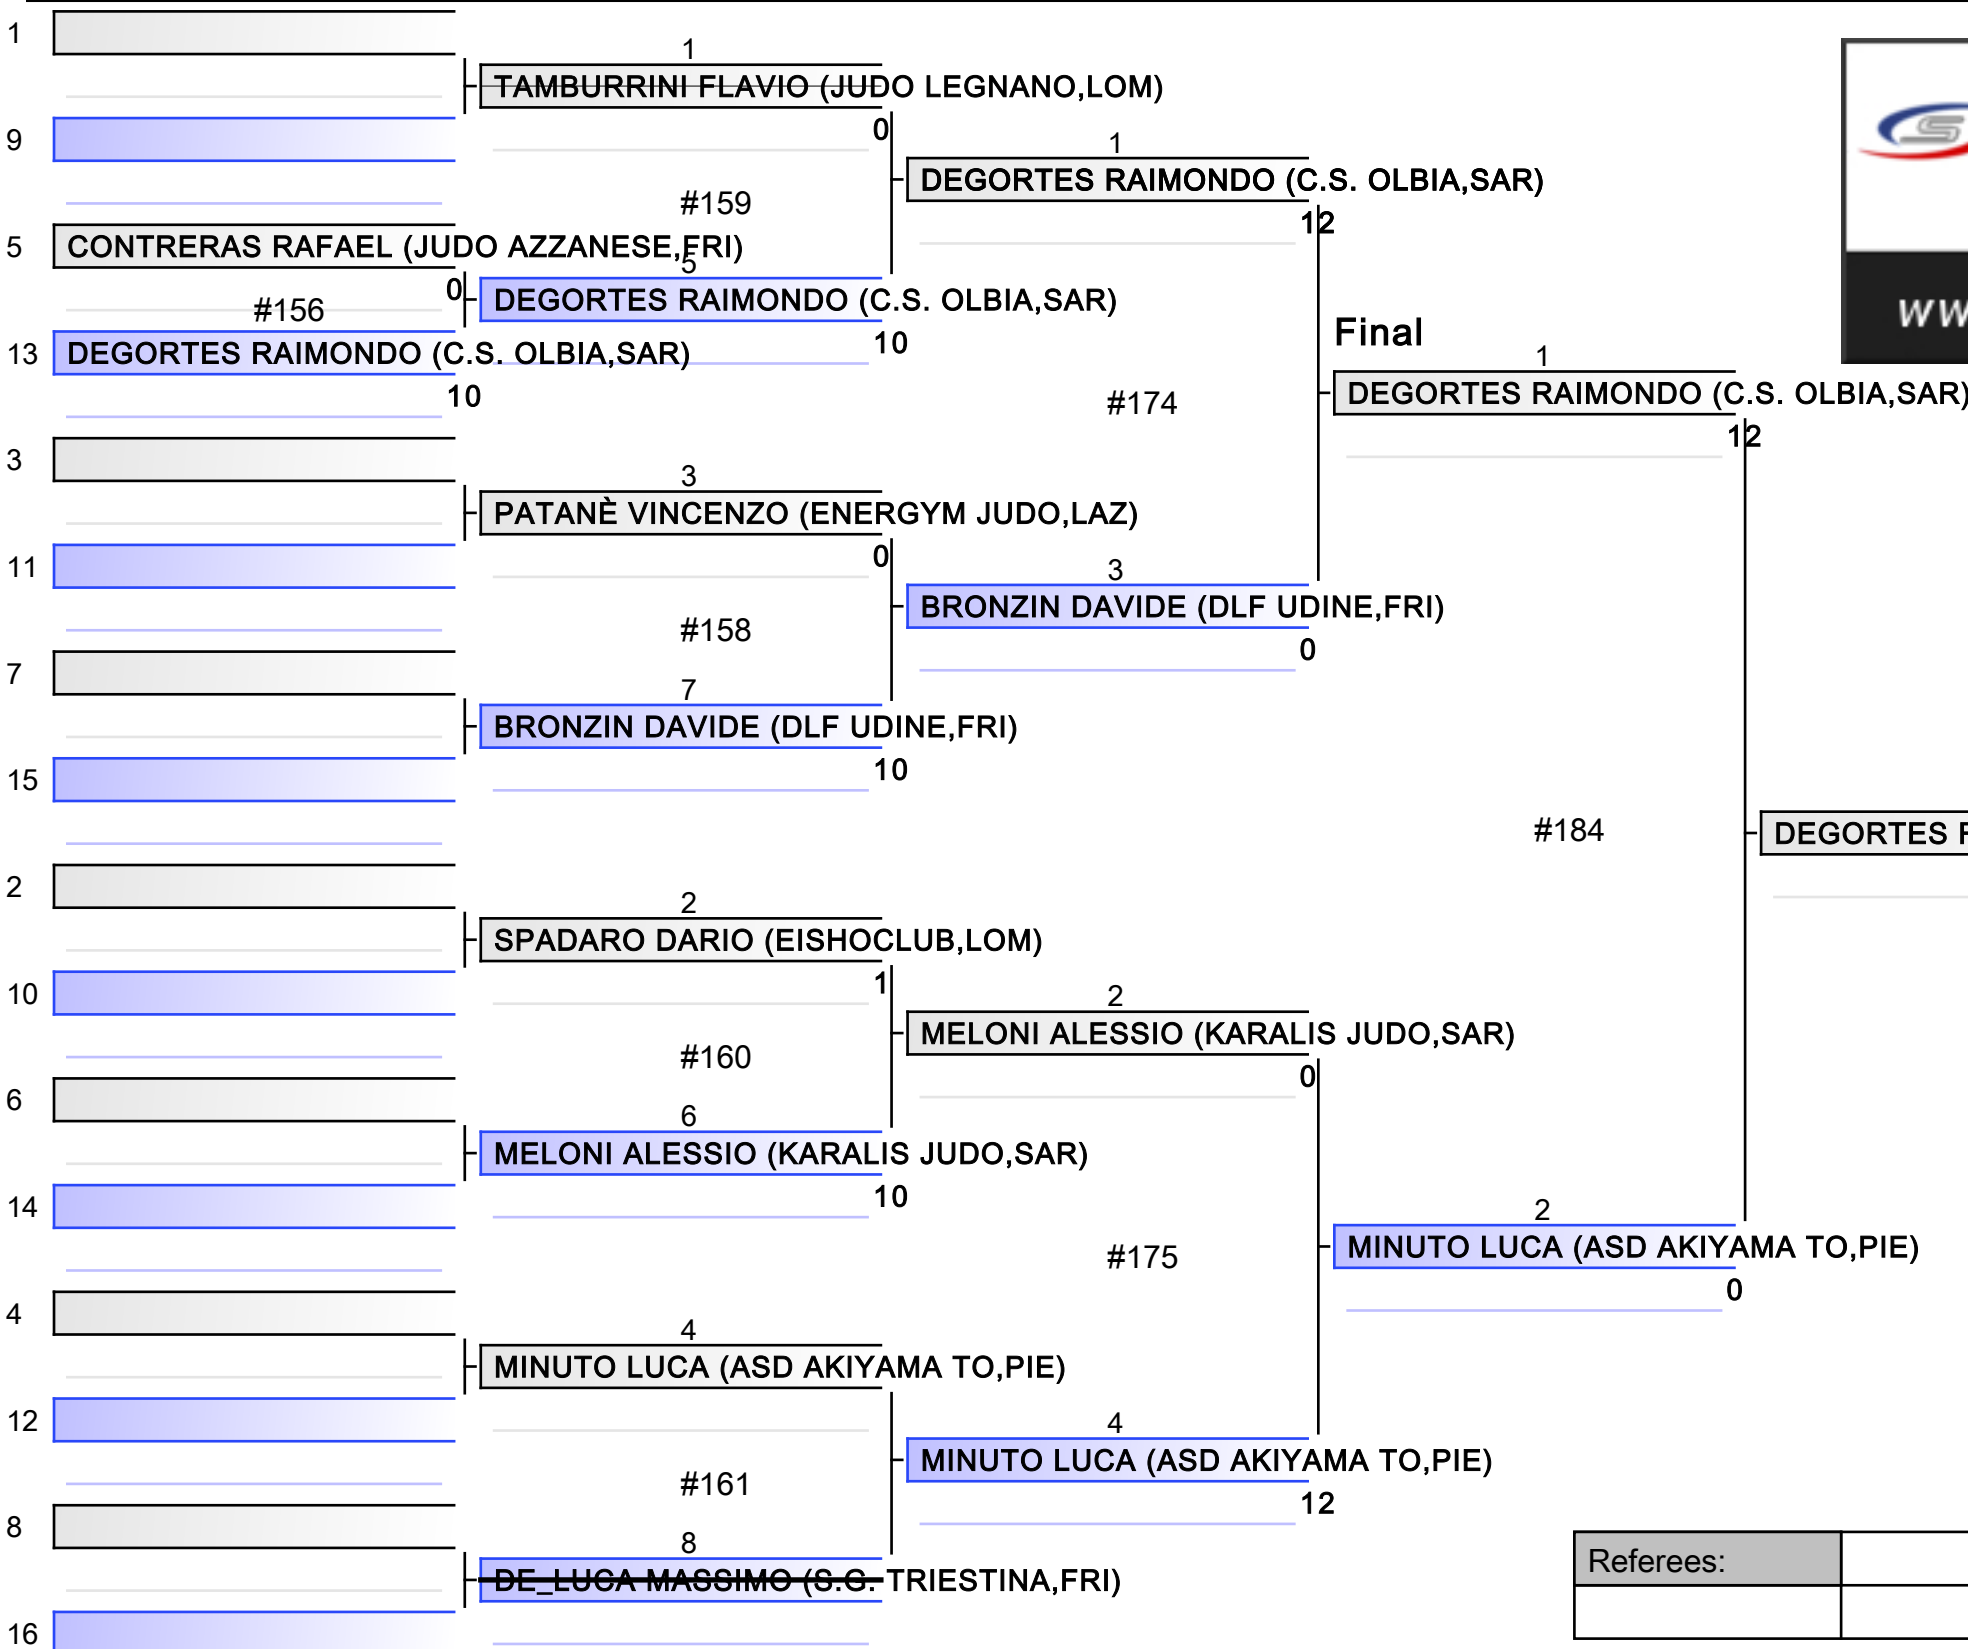 1
1
TAMBURRINI FLAVIO (JUDO LEGNANO,LOM)
0
9
1
DEGORTES RAIMONDO (C.S. OLBIA,SAR)
12
#159
5
CONTRERAS RAFAEL (JUDO AZZANESE,FRI)
0
5
DEGORTES RAIMONDO (C.S. OLBIA,SAR)
10
#156
13
DEGORTES RAIMONDO (C.S. OLBIA,SAR)
10
Final
1
DEGORTES RAIMONDO (C.S. OLBIA,SAR)
12
#174
3
3
PATANÈ VINCENZO (ENERGYM JUDO,LAZ)
0
11
3
BRONZIN DAVIDE (DLF UDINE,FRI)
0
#158
7
7
BRONZIN DAVIDE (DLF UDINE,FRI)
10
15
#184
DEGORTES
2
2
SPADARO DARIO (EISHOCLUB,LOM)
1
10
2
MELONI ALESSIO (KARALIS JUDO,SAR)
0
#160
6
6
MELONI ALESSIO (KARALIS JUDO,SAR)
10
14
#175
2
MINUTO LUCA (ASD AKIYAMA TO,PIE)
0
4
4
MINUTO LUCA (ASD AKIYAMA TO,PIE)
12
4
MINUTO LUCA (ASD AKIYAMA TO,PIE)
12
#161
8
8
DE_LUCA MASSIMO (S.G. TRIESTINA,FRI)
16
Referees: